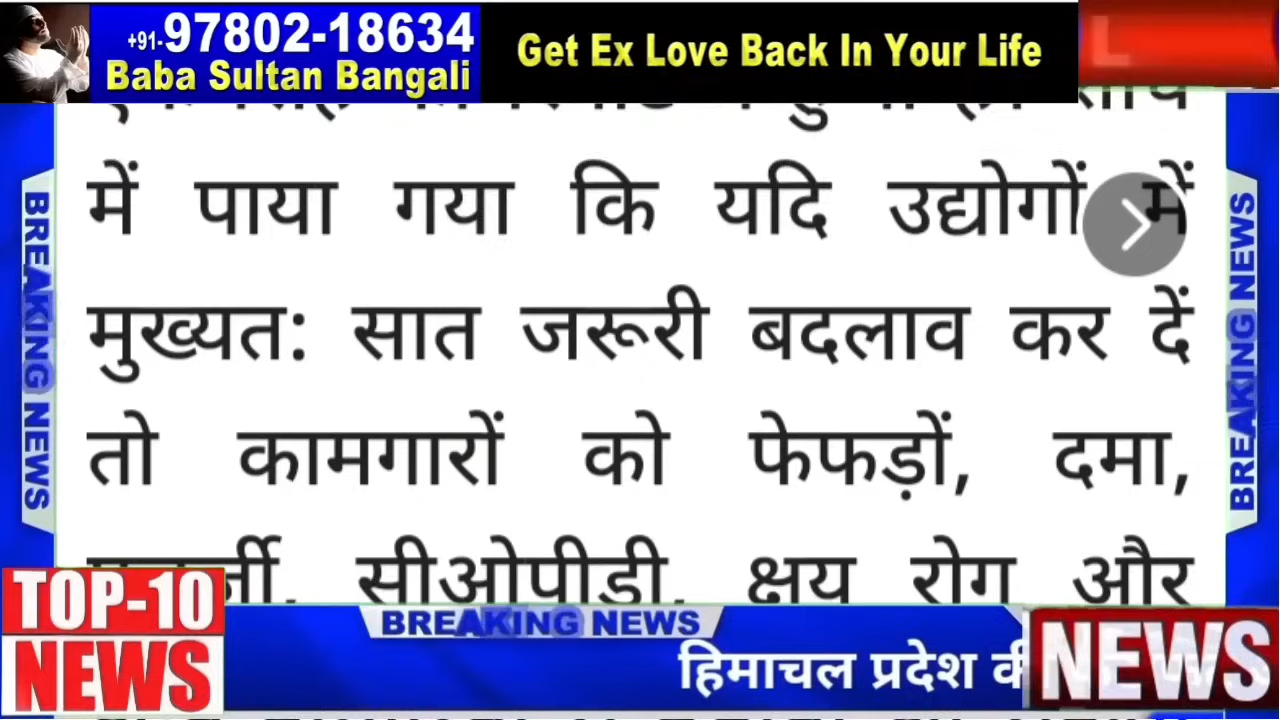 +91-97802-18634
Baba Sultan Bangali
Get Ex Love Back In Your Life
L
में पाया गया कि यदि उद्योगों में
मुख्यत: सात जरूरी बदलाव कर दें
तो कामगारों को फेफड़ों, दमा,
सीओपीडी, क्षय रोग और
BREAKING NEWS
BREAKING NEWS
TOP-10
NEWS
BREAKING NEWS
हिमाचल प्रदेश की
NEWS